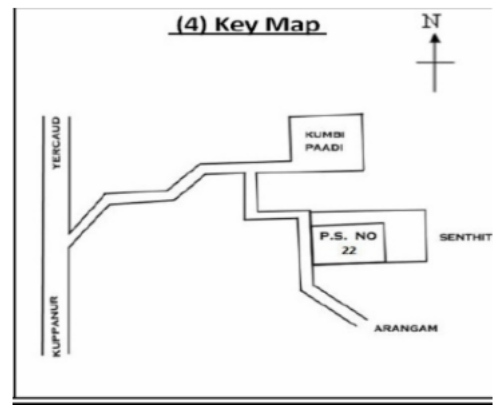 (4) Key Map
N
YERCAUD
KUPPANUR
KUMBI
PAADI
P.S. NO
22
SENTHIT
ARANGAM